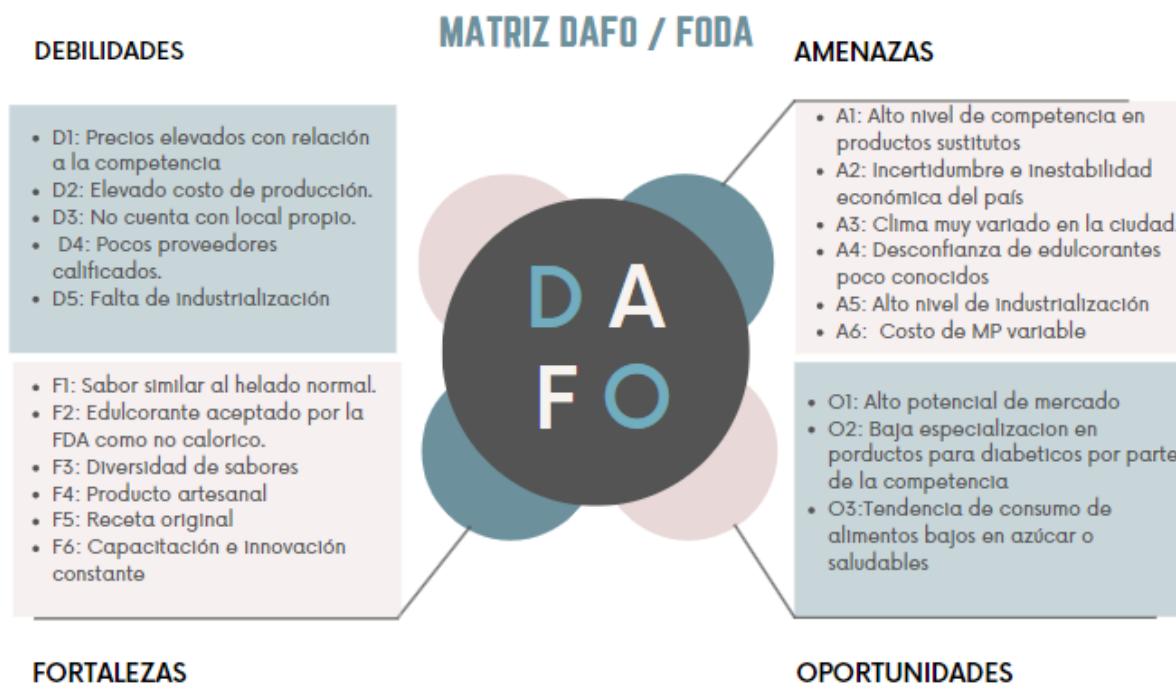 MATRIZ DAFO / FODA
DEBILIDADES
• D1: Precios elevados con relación
a la competencia
• D2: Elevado costo de producción.
• D3: No cuenta con local propio.
• D4: Pocos proveedores
calificados.
• D5: Falta de industrialización
AMENAZAS
• A1: Alto nivel de competencia en
productos sustitutos
• A2: Incertidumbre e inestabilidad
económica del país
• A3: Clima muy variado en la ciudad.
• A4: Desconfianza de edulcorantes
poco conocidos
• A5: Alto nivel de industrialización
• A6: Costo de MP variable
D A
F O
• F1: Sabor similar al helado normal.
• F2: Edulcorante aceptado por la
FDA como no calorico.
• F3: Diversidad de sabores
• F4: Producto artesanal
• F5: Receta original
• F6: Capacitación e innovación
constante
FORTALEZAS
• O1: Alto potencial de mercado
• O2: Baja especializacion en
porductos para diabeticos por parte
de la competencia
• O3:Tendencia de consumo de
alimentos bajos en azúcar o
saludables
OPORTUNIDADES